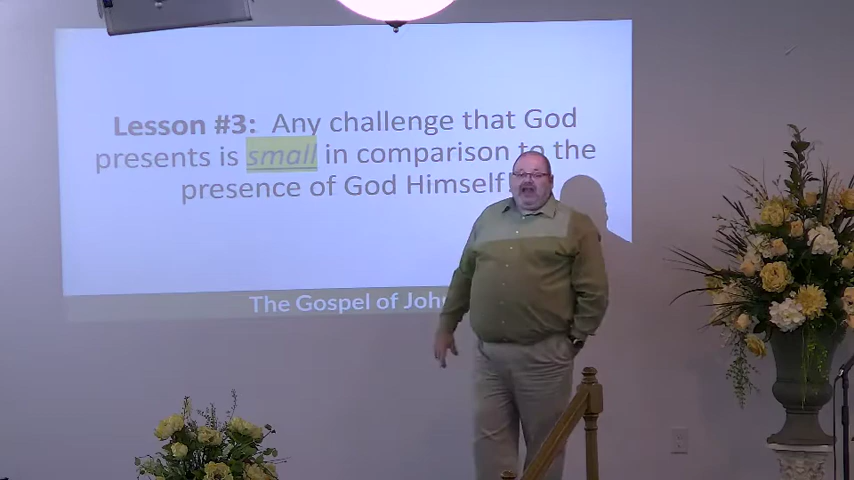 Lesson #3: Any challenge that God
presents is small in comparison to the
presence of God Himself
The Gospel of John